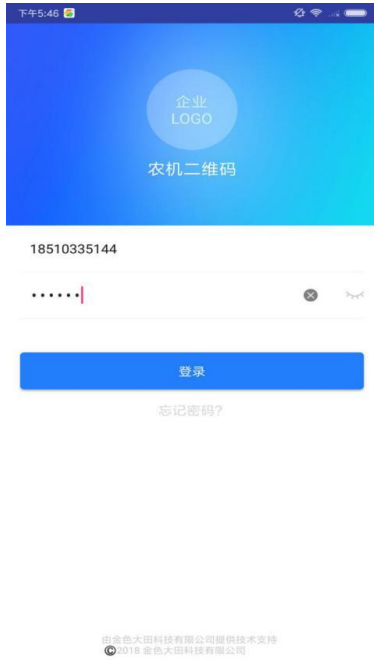 下午5:46
企业
LOGO
农机二维码
18510335144
••••••
登录
忘记密码?
由金色大田科技有限公司提供技术支持
©2018 金色大田科技有限公司